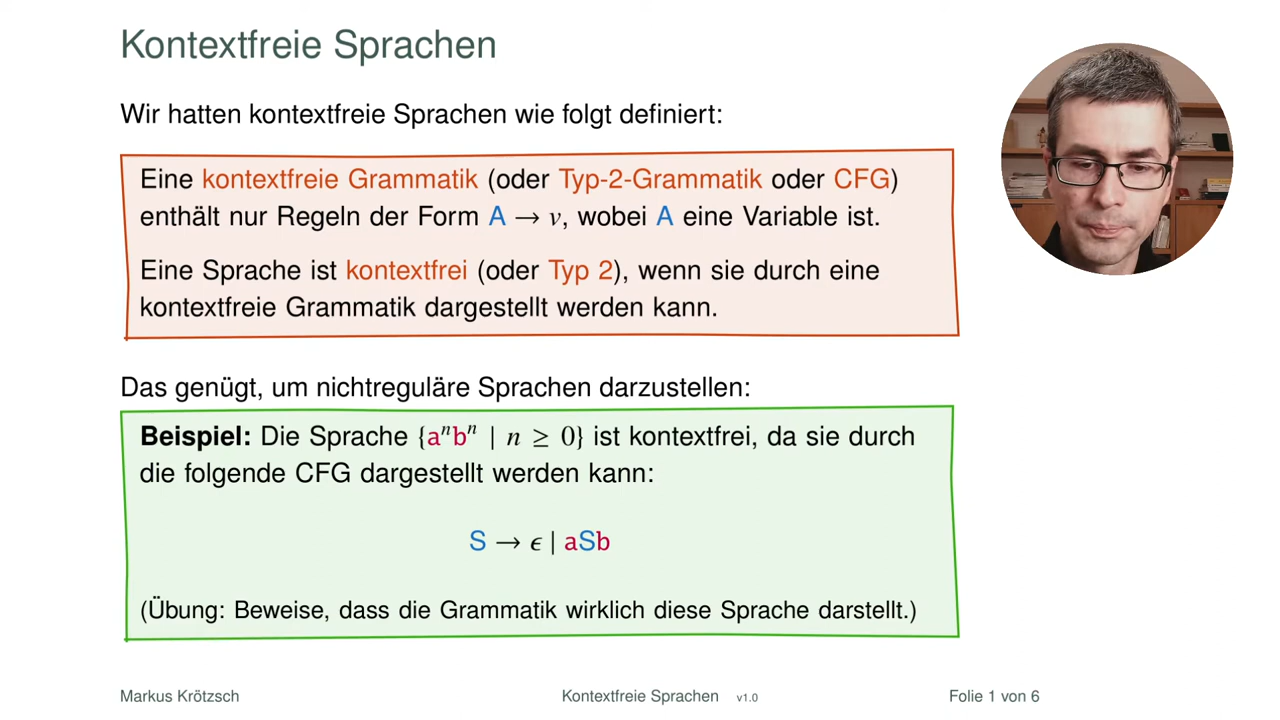 Kontextfreie Sprachen
Wir hatten kontextfreie Sprachen wie folgt definiert:
Eine kontextfreie Grammatik (oder Typ-2-Grammatik oder CFG)
enthält nur Regeln der Form A → v, wobei A eine Variable ist.
Eine Sprache ist kontextfrei (oder Typ 2), wenn sie durch eine
kontextfreie Grammatik dargestellt werden kann.
Das genügt, um nichtreguläre Sprachen darzustellen:
Beispiel: Die Sprache {aⁿbⁿ | n ≥ 0} ist kontextfrei, da sie durch
die folgende CFG dargestellt werden kann:
S → ϵ | aSb
(Übung: Beweise, dass die Grammatik wirklich diese Sprache darstellt.)
Markus Krötzsch Kontextfreie Sprachen v1.0 Folie 1 von 6